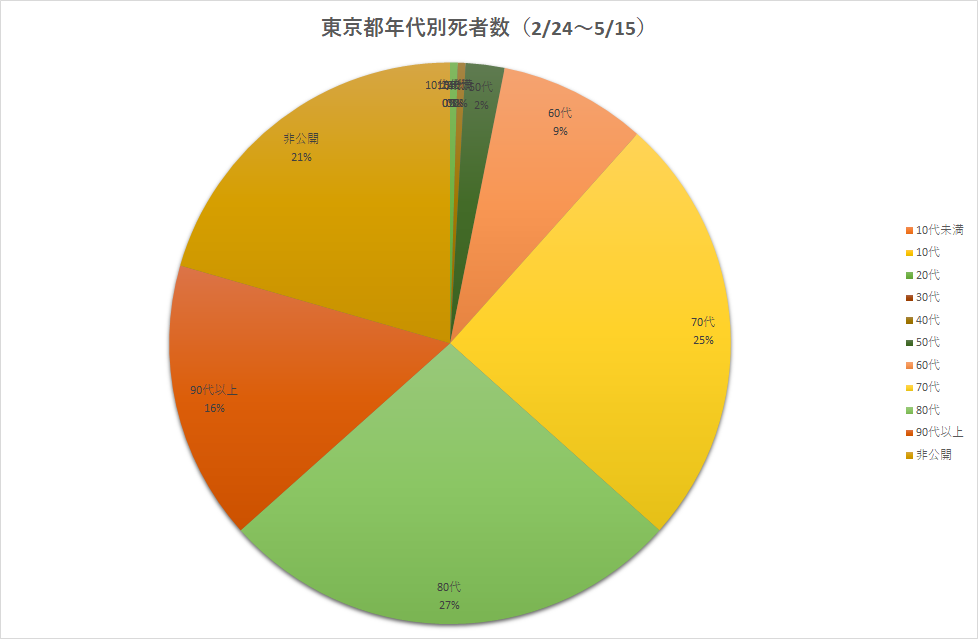 東京都年代別死者数（2/24～5/15）
50代
2%
60代
9%
70代
25%
80代
27%
90代以上
16%
非公開
21%
10代未満
10代
20代
30代
40代
50代
60代
70代
80代
90代以上
非公開